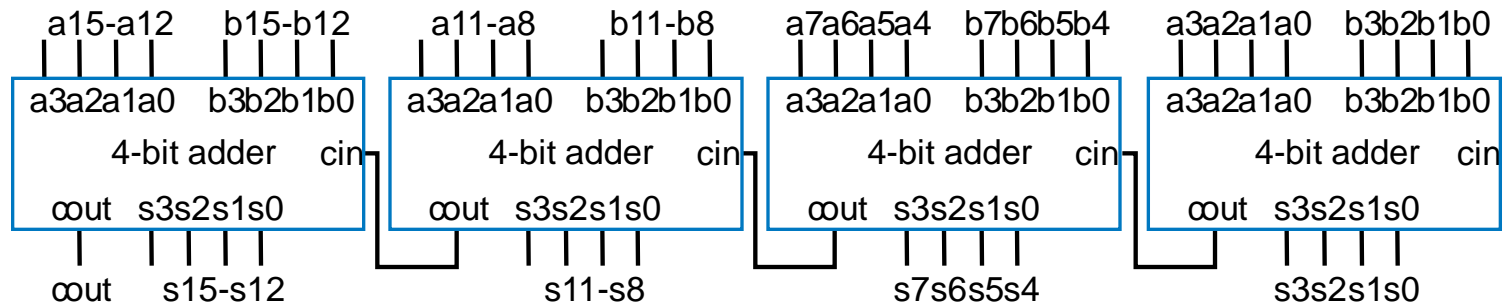 a15-a12 b15-b12 a11-a8 b11-b8 a7a6a5a4 b7b6b5b4 a3a2a1a0 b3b2b1b0
a3a2a1a0 b3b2b1b0 a3a2a1a0 b3b2b1b0 a3a2a1a0 b3b2b1b0 a3a2a1a0 b3b2b1b0
4-bit adder cin 4-bit adder cin 4-bit adder cin 4-bit adder cin
cout s3s2s1s0 cout s3s2s1s0 cout s3s2s1s0 cout s3s2s1s0
cout s15-s12 s11-s8 s7s6s5s4 s3s2s1s0